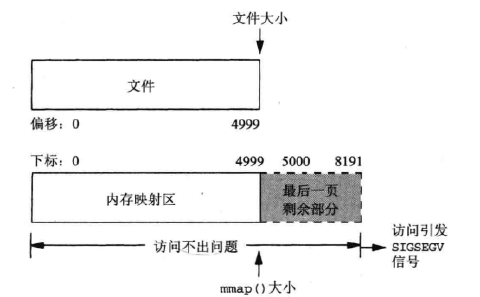 文件大小
文件
偏移：0 4999
下标：0 4999 5000 8191
内存映射区
最后一页
剩余部分
访问不出问题
访问引发
SIGSEGV
信号
mmap()大小